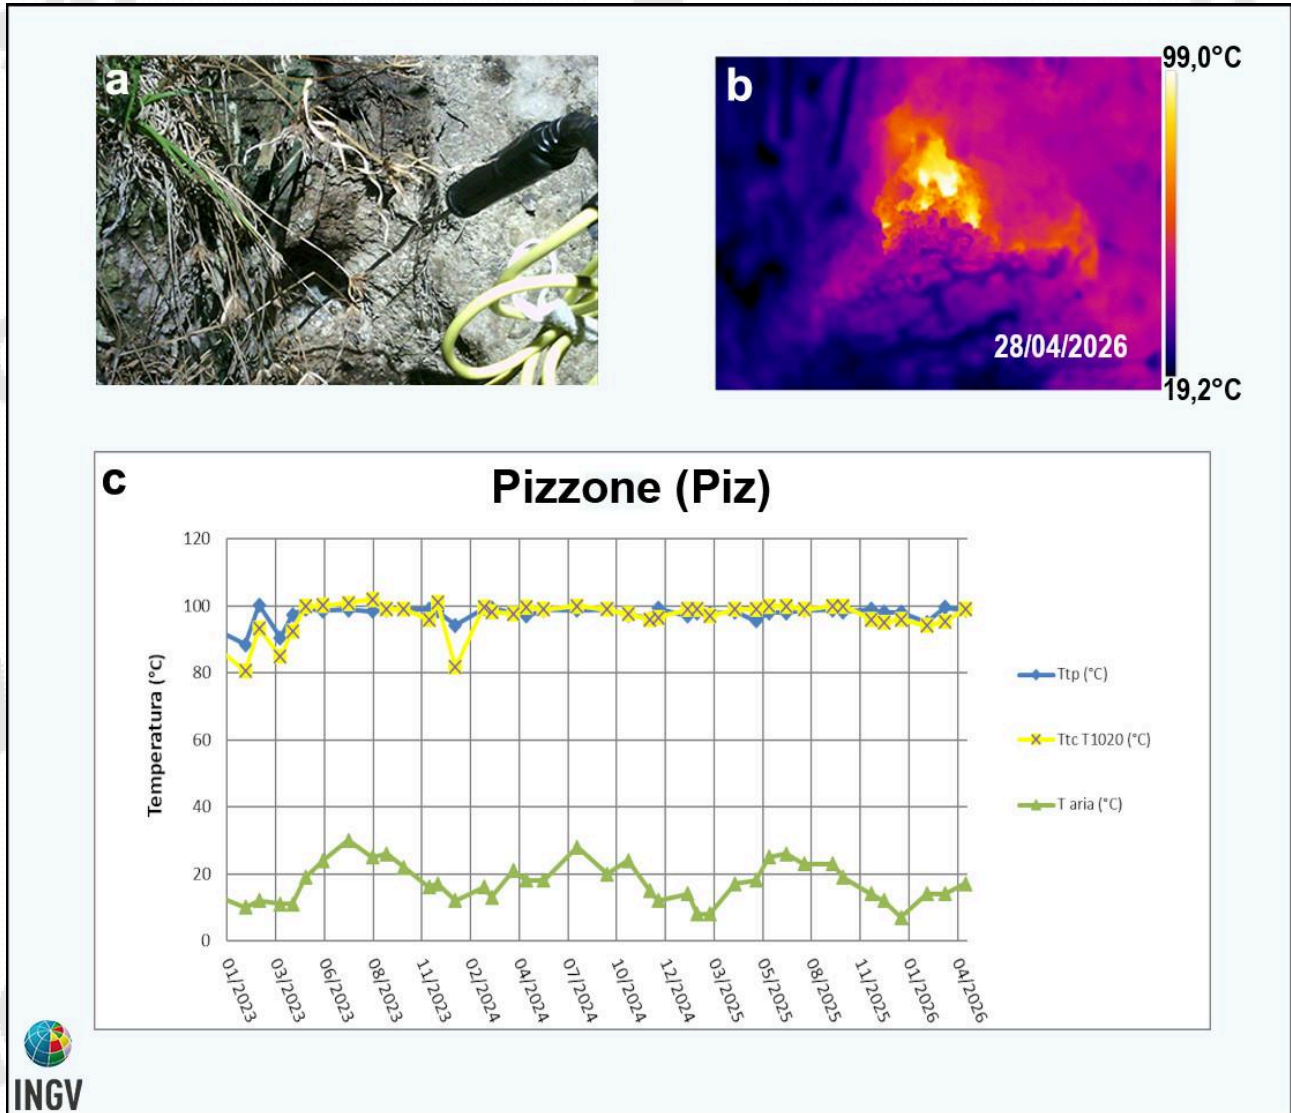 a
b
99,0°C
28/04/2026
19,2°C
c
Pizzone (Piz)
Temperatura (°C)
120
100
80
60
40
20
0
01/2023
03/2023
06/2023
08/2023
11/2023
02/2024
04/2024
07/2024
10/2024
12/2024
03/2025
05/2025
08/2025
11/2025
01/2026
04/2026
Ttp (°C)
Ttc T1020 (°C)
T aria (°C)
INGV